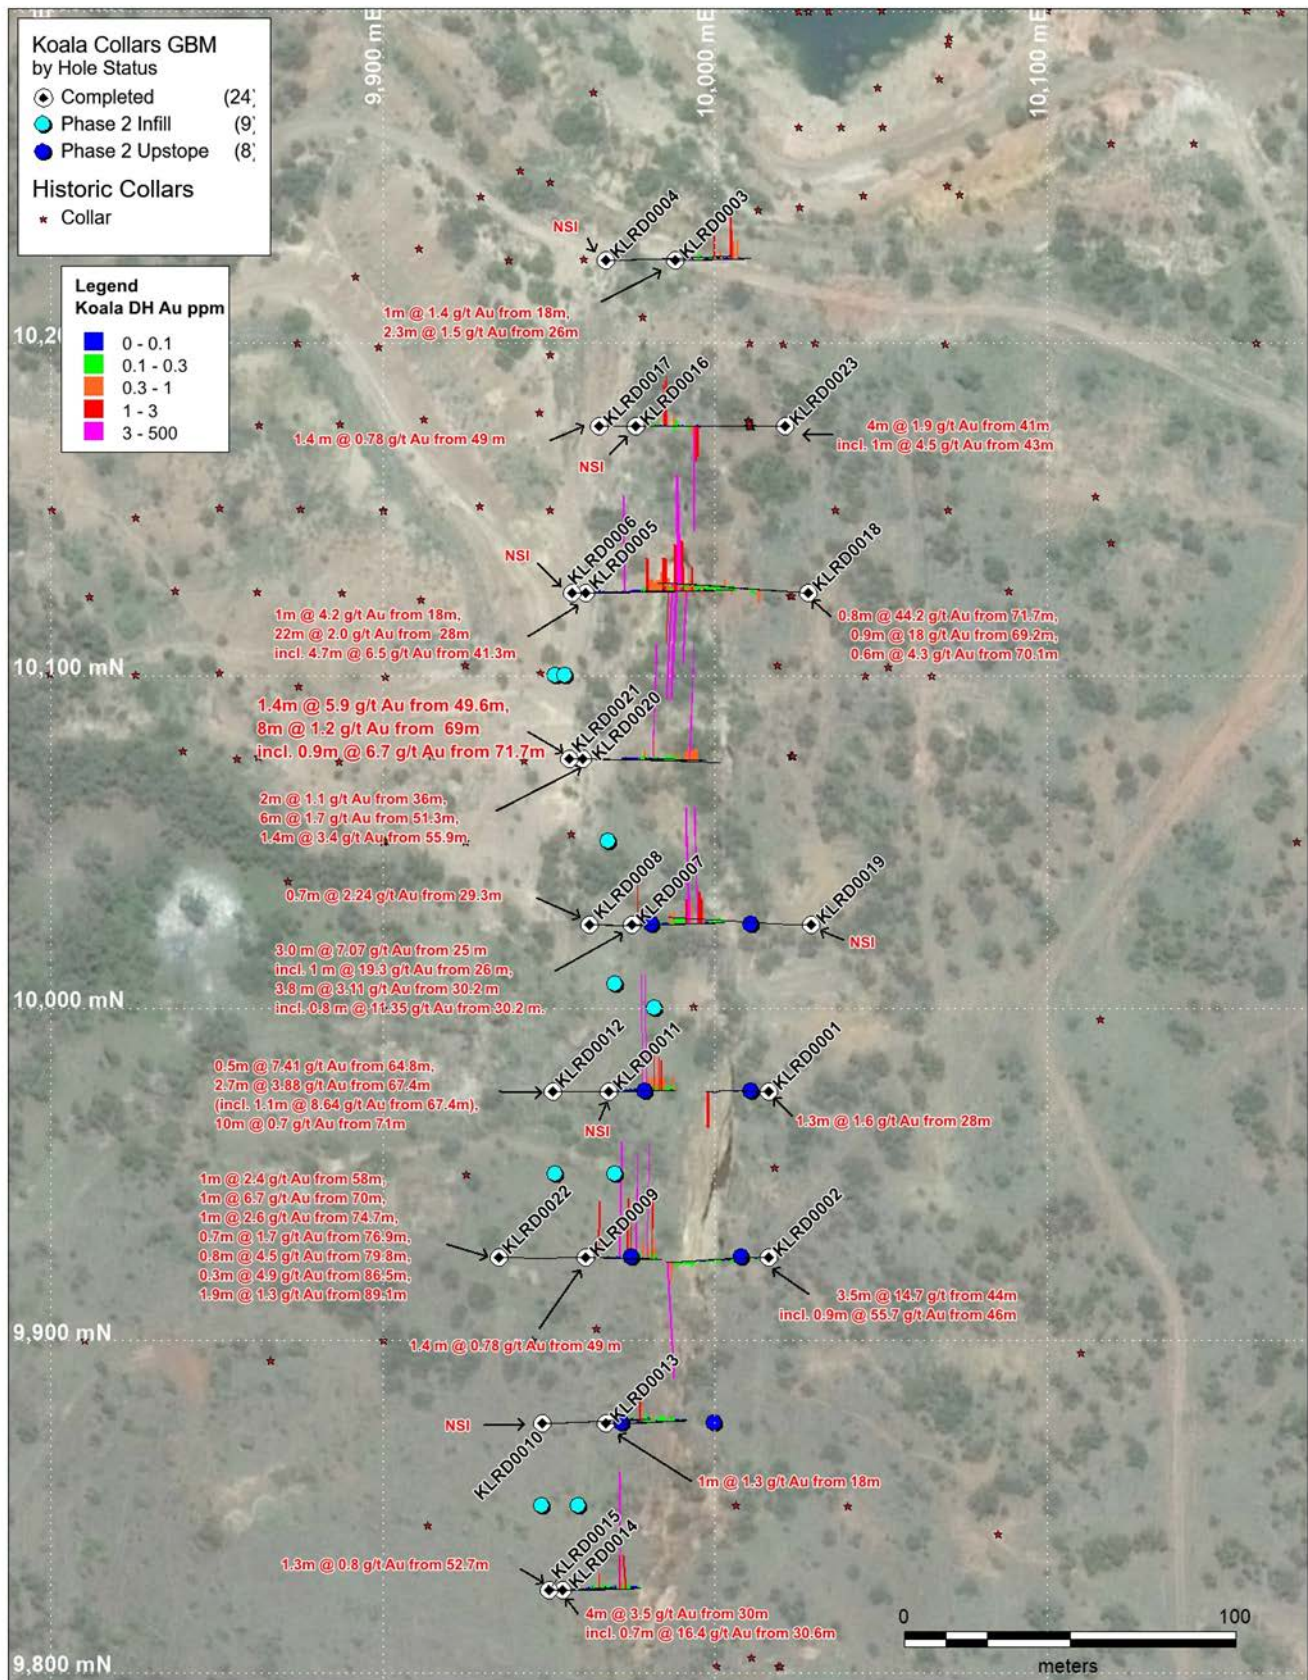 Koala Collars GBM
by Hole Status
Completed (24)
Phase 2 Infill (9)
Phase 2 Upstope (8)
Historic Collars
Collar
Legend
Koala DH Au ppm
0 - 0.1
0.1 - 0.3
0.3 - 1
1 - 3
3 - 500
9,900 mE
10,000 mE
10,100 mE
NSI
KLRD0004
KLRD0003
1m @ 1.4 g/t Au from 18m,
2.3m @ 1.5 g/t Au from 26m
10,20
KLRD0017
KLRD0016
KLRD0023
1.4 m @ 0.78 g/t Au from 49 m
NSI
4m @ 1.9 g/t Au from 41m
incl. 1m @ 4.5 g/t Au from 43m
NSI
KLRD0006
KLRD0005
KLRD0018
1m @ 4.2 g/t Au from 18m,
22m @ 2.0 g/t Au from 28m
incl. 4.7m @ 6.5 g/t Au from 41.3m
0.8m @ 44.2 g/t Au from 71.7m,
0.9m @ 18 g/t Au from 69.2m,
0.6m @ 4.3 g/t Au from 70.1m
10,100 mN
1.4m @ 5.9 g/t Au from 49.6m,
8m @ 1.2 g/t Au from 69m
incl. 0.9m @ 6.7 g/t Au from 71.7m
KLRD0021
KLRD0020
2m @ 1.1 g/t Au from 36m,
6m @ 1.7 g/t Au from 51.3m,
1.4m @ 3.4 g/t Au from 55.9m,
0.7m @ 2.24 g/t Au from 29.3m
KLRD0008
KLRD0007
KLRD0019
NSI
3.0 m @ 7.07 g/t Au from 25 m
incl. 1 m @ 19.3 g/t Au from 26 m,
3.8 m @ 3.11 g/t Au from 30.2 m
incl. 0.8 m @ 11.35 g/t Au from 30.2 m.
10,000 mN
KLRD0012
KLRD0011
KLRD0001
0.5m @ 7.41 g/t Au from 64.8m,
2.7m @ 3.88 g/t Au from 67.4m
(incl. 1.1m @ 8.64 g/t Au from 67.4m),
10m @ 0.7 g/t Au from 71m
NSI
1.3m @ 1.6 g/t Au from 28m
1m @ 2.4 g/t Au from 58m,
1m @ 6.7 g/t Au from 70m,
1m @ 2.6 g/t Au from 74.7m,
0.7m @ 1.7 g/t Au from 76.9m,
0.8m @ 4.5 g/t Au from 79.8m,
0.3m @ 4.9 g/t Au from 86.5m,
1.9m @ 1.3 g/t Au from 89.1m
KLRD0022
KLRD0009
KLRD0002
3.5m @ 14.7 g/t from 44m
incl. 0.9m @ 55.7 g/t from 46m
9,900 mN
1.4 m @ 0.78 g/t Au from 49 m
KLRD0013
NSI
KLRD0010
1m @ 1.3 g/t Au from 18m
KLRD0015
KLRD0014
1.3m @ 0.8 g/t Au from 52.7m
4m @ 3.5 g/t Au from 30m
incl. 0.7m @ 16.4 g/t Au from 30.6m
0 100
meters
9,800 mN